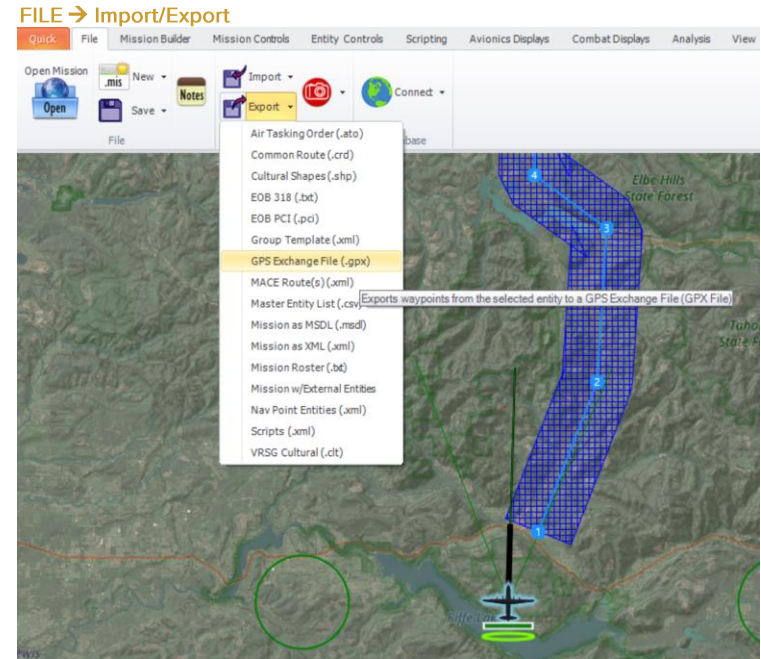 FILE → Import/Export
Quick File Mission Builder Mission Controls Entity Controls Scripting Avionics Displays Combat Displays Analysis View
Open Mission
Open
.mis
New
Save
Notes
Import
Export
Connect
File
base
Air Tasking Order (.ato)
Common Route (.crd)
Cultural Shapes (.shp)
EOB 318 (.txt)
EOB PCI (.pci)
Group Template (.xml)
GPS Exchange File (.gpx)
MACE Route(s) (.xml)
Master Entity List (.csv)
Exports waypoints from the selected entity to a GPS Exchange File (GPX File)
Mission as MSDL (.msdl)
Mission as XML (.xml)
Mission Roster (.txt)
Mission w/External Entities
Nav Point Entities (.xml)
Scripts (.xml)
VRSG Cultural (.clt)
4
Elbe Hills
State Forest
3
Taho
State F
2
1